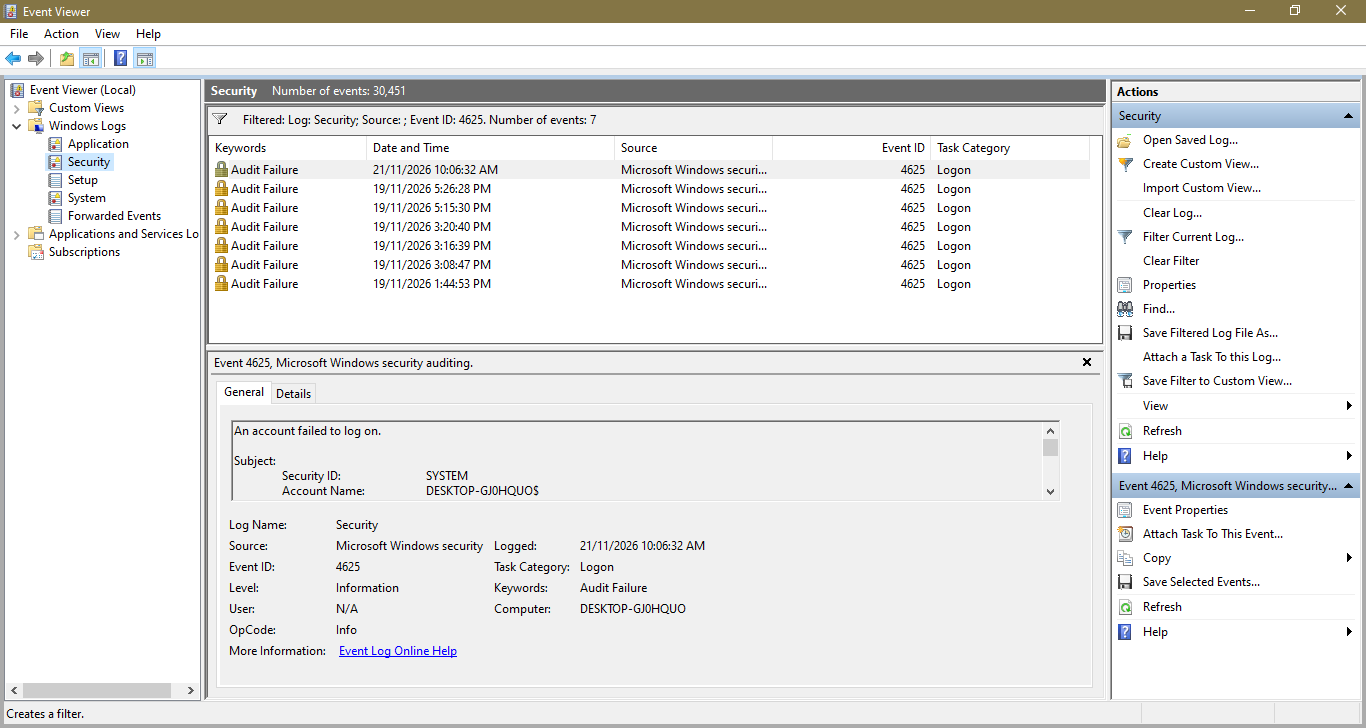 Event Viewer
File Action View Help
Event Viewer (Local)
Custom Views
Windows Logs
Application
Security
Setup
System
Forwarded Events
Applications and Services Lo
Subscriptions
Security Number of events: 30,451
Filtered: Log: Security; Source: ; Event ID: 4625. Number of events: 7
Keywords Date and Time Source Event ID Task Category
Audit Failure 21/11/2026 10:06:32 AM Microsoft Windows securi... 4625 Logon
Audit Failure 19/11/2026 5:26:28 PM Microsoft Windows securi... 4625 Logon
Audit Failure 19/11/2026 5:15:30 PM Microsoft Windows securi... 4625 Logon
Audit Failure 19/11/2026 3:20:40 PM Microsoft Windows securi... 4625 Logon
Audit Failure 19/11/2026 3:16:39 PM Microsoft Windows securi... 4625 Logon
Audit Failure 19/11/2026 3:08:47 PM Microsoft Windows securi... 4625 Logon
Audit Failure 19/11/2026 1:44:53 PM Microsoft Windows securi... 4625 Logon
Event 4625, Microsoft Windows security auditing.
General Details
An account failed to log on.
Subject:
Security ID: SYSTEM
Account Name: DESKTOP-GJ0HQUO$
Log Name: Security
Source: Microsoft Windows security Logged: 21/11/2026 10:06:32 AM
Event ID: 4625 Task Category: Logon
Level: Information Keywords: Audit Failure
User: N/A Computer: DESKTOP-GJ0HQUO
OpCode: Info
More Information: Event Log Online Help
Actions
Security
Open Saved Log...
Create Custom View...
Import Custom View...
Clear Log...
Filter Current Log...
Clear Filter
Properties
Find...
Save Filtered Log File As...
Attach a Task To this Log...
Save Filter to Custom View...
View
Refresh
Help
Event 4625, Microsoft Windows security...
Event Properties
Attach Task To This Event...
Copy
Save Selected Events...
Refresh
Help
Creates a filter.